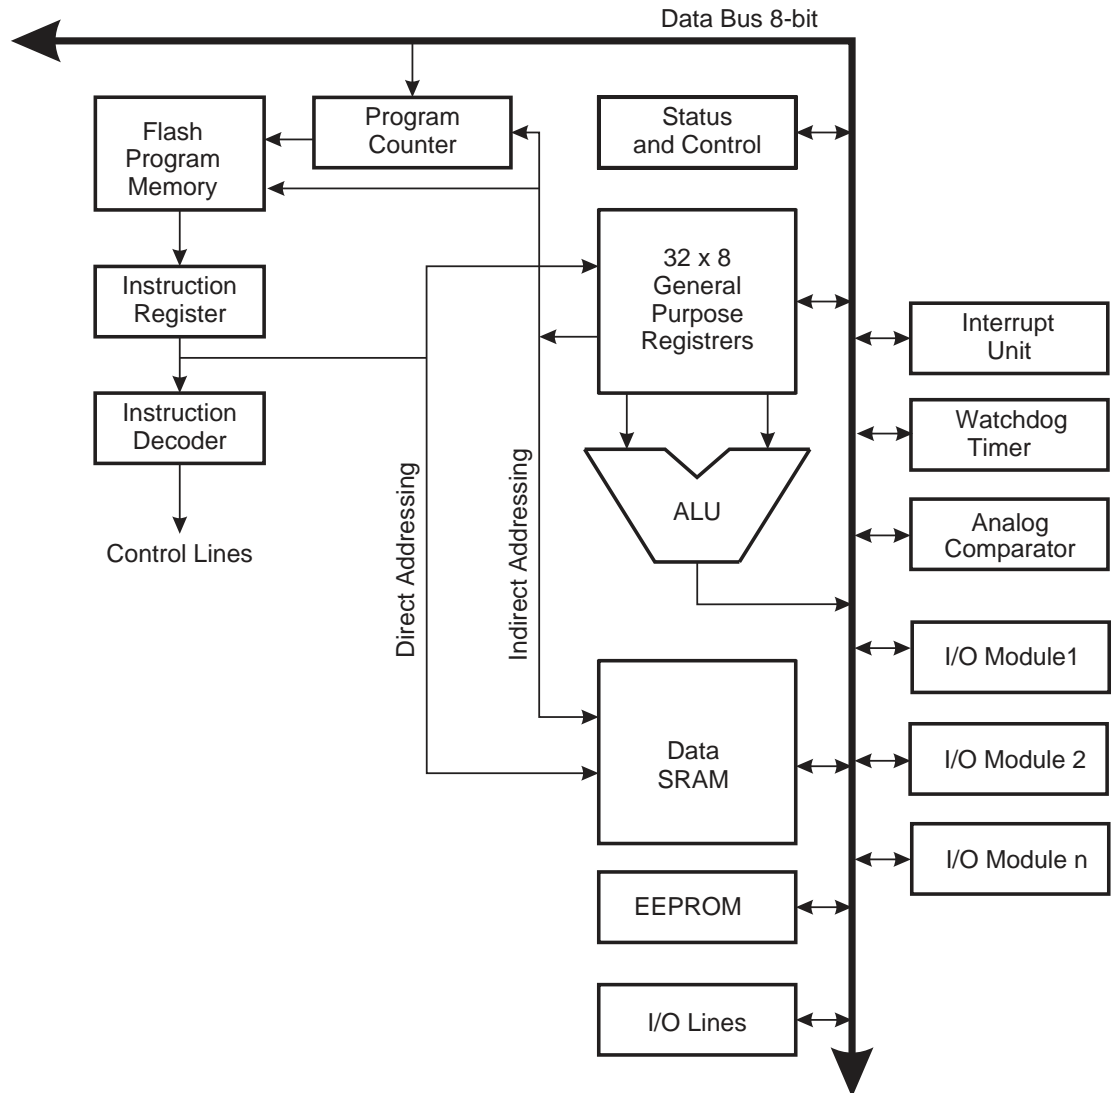 Data Bus 8-bit
Flash
Program
Memory
Program
Counter
Status
and Control
32 x 8
General
Purpose
Registrers
Instruction
Register
Interrupt
Unit
Instruction
Decoder
Watchdog
Timer
Direct Addressing
Indirect Addressing
ALU
Analog
Comparator
Control Lines
I/O Module1
Data
SRAM
I/O Module 2
I/O Module n
EEPROM
I/O Lines